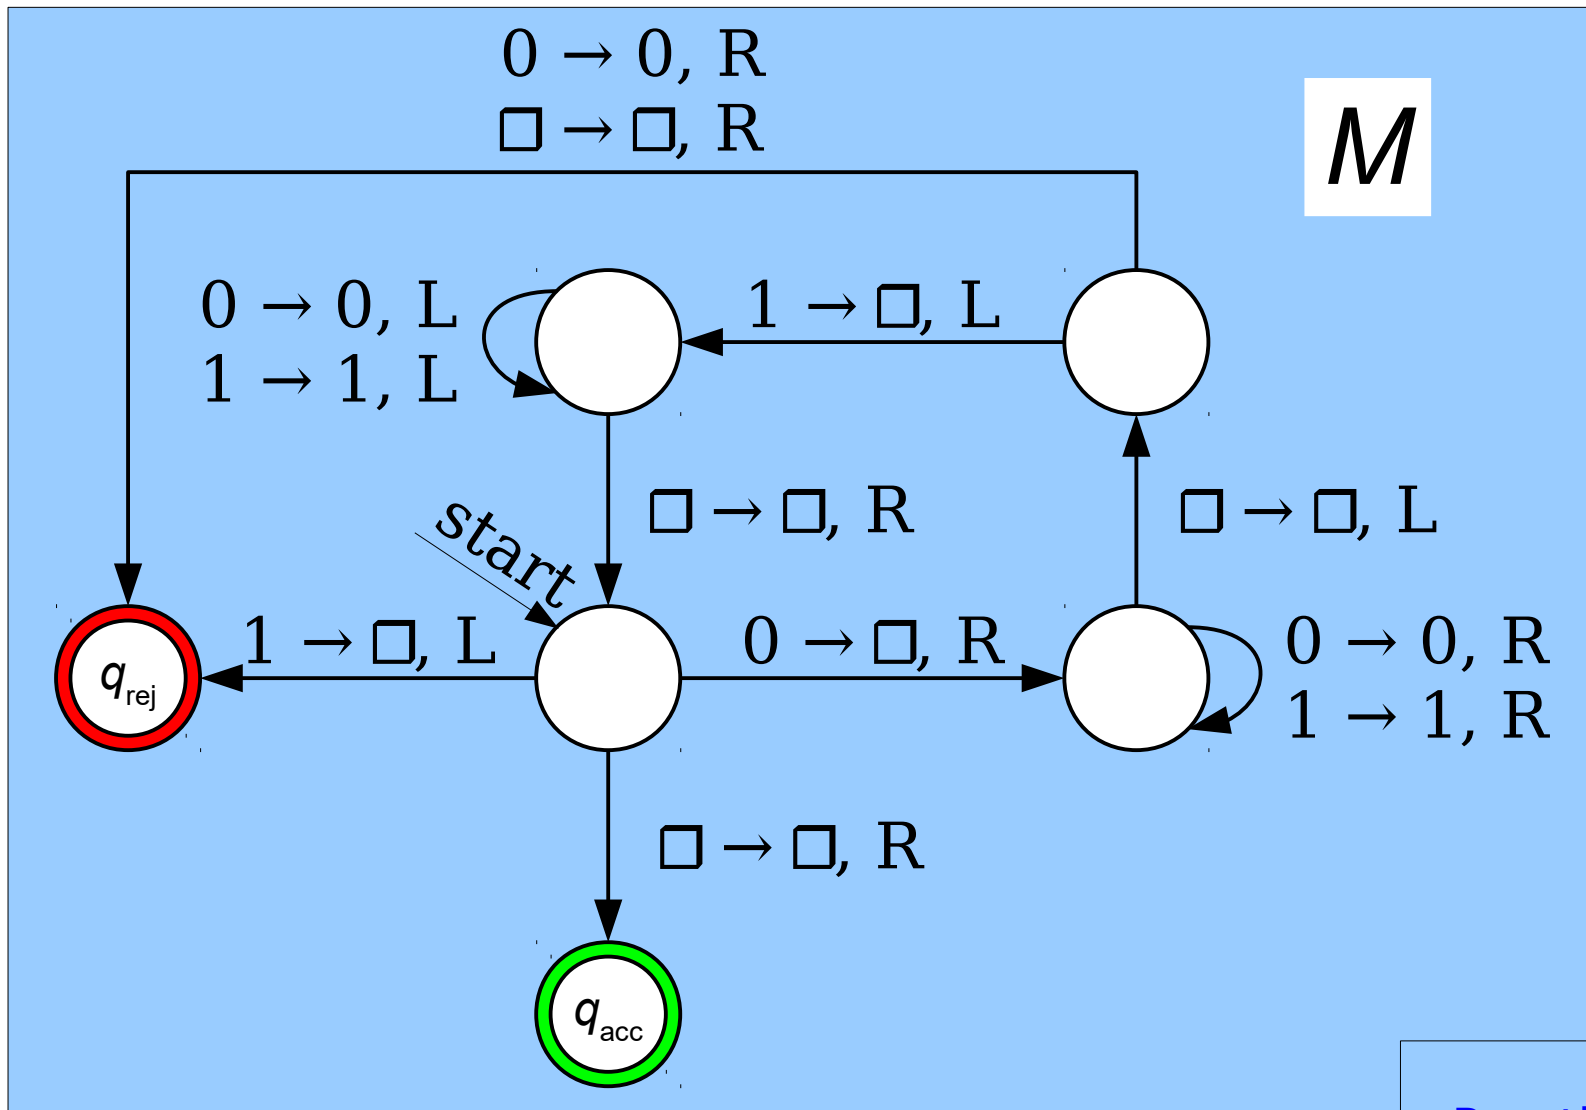 0 → 0, R
□ → □, R
M
0 → 0, L
1 → 1, L
1 → □, L
□ → □, R
□ → □, L
start
q_rej
1 → □, L
0 → □, R
0 → 0, R
1 → 1, R
□ → □, R
q_acc